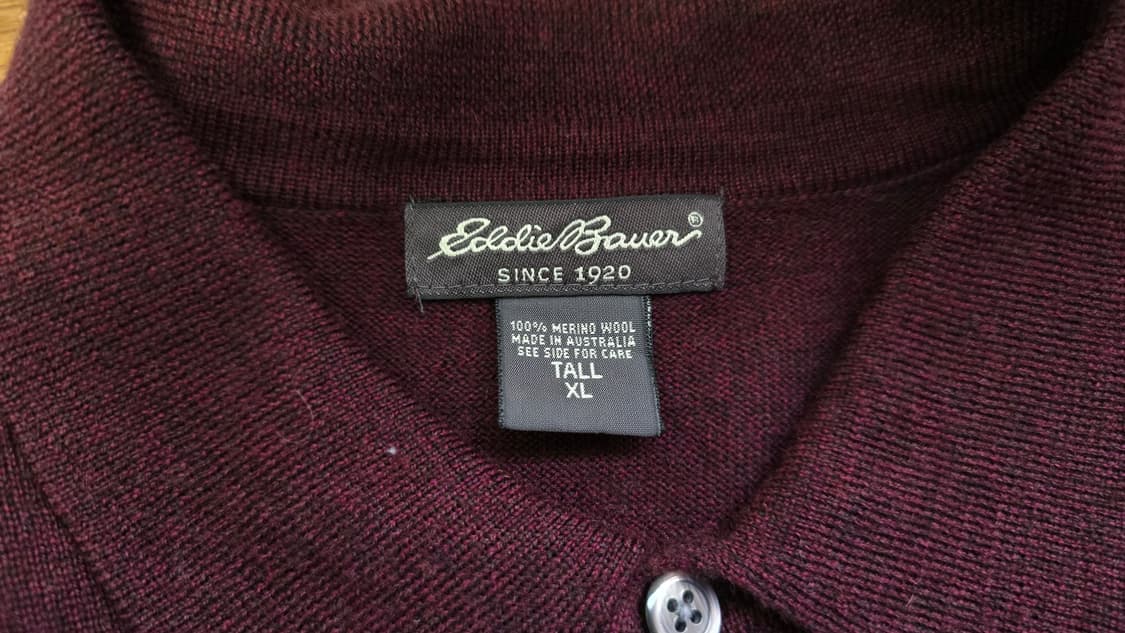 Eddie Bauer®
SINCE 1920
100% MERINO WOOL
MADE IN AUSTRALIA
SEE SIDE FOR CARE
TALL
XL